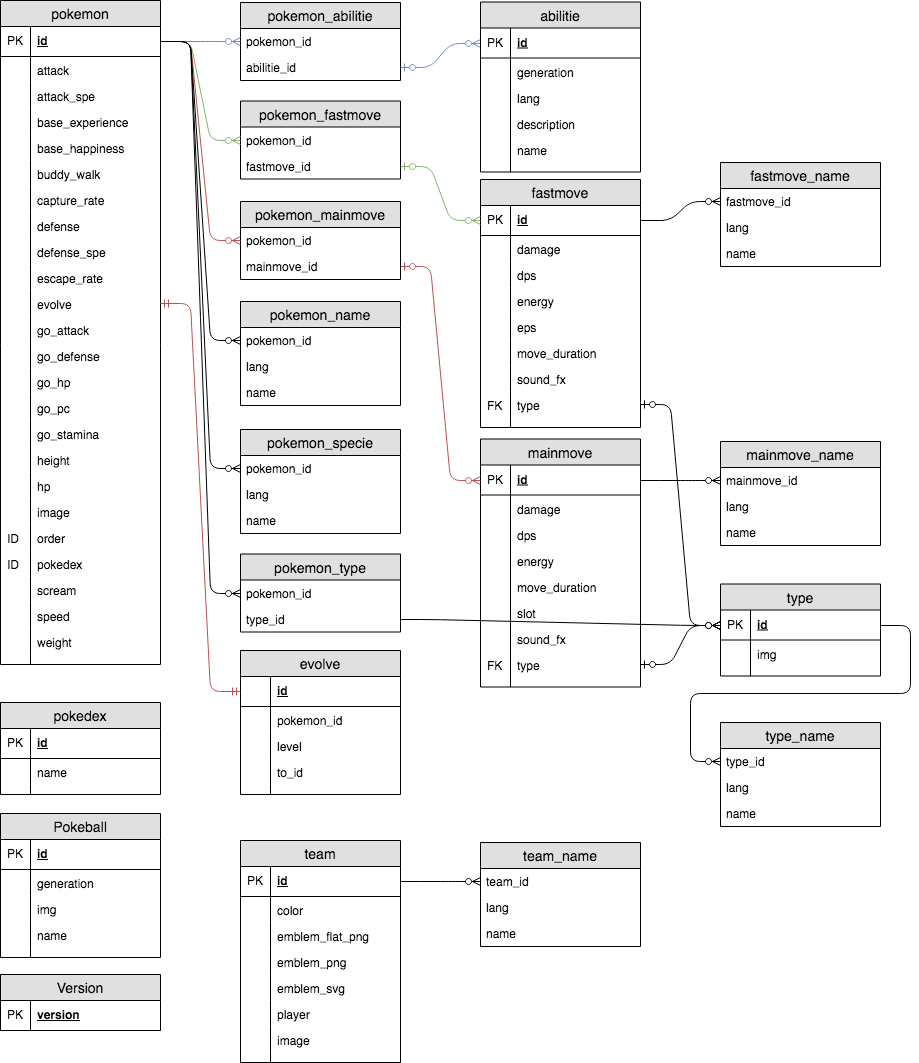 pokemon
PK id
attack
attack_spe
base_experience
base_happiness
buddy_walk
capture_rate
defense
defense_spe
escape_rate
evolve
go_attack
go_defense
go_hp
go_pc
go_stamina
height
hp
image
ID order
ID pokedex
scream
speed
weight
pokedex
PK id
name
Pokeball
PK id
generation
img
name
Version
PK version
pokemon_abilitie
pokemon_id
abilitie_id
pokemon_fastmove
pokemon_id
fastmove_id
pokemon_mainmove
pokemon_id
mainmove_id
pokemon_name
pokemon_id
lang
name
pokemon_specie
pokemon_id
lang
name
pokemon_type
pokemon_id
type_id
evolve
id
pokemon_id
level
to_id
team
PK id
color
emblem_flat_png
emblem_png
emblem_svg
player
image
abilitie
PK id
generation
lang
description
name
fastmove
PK id
damage
dps
energy
eps
move_duration
sound_fx
FK type
mainmove
PK id
damage
dps
energy
move_duration
slot
sound_fx
FK type
team_name
team_id
lang
name
fastmove_name
fastmove_id
lang
name
mainmove_name
mainmove_id
lang
name
type
PK id
img
type_name
type_id
lang
name